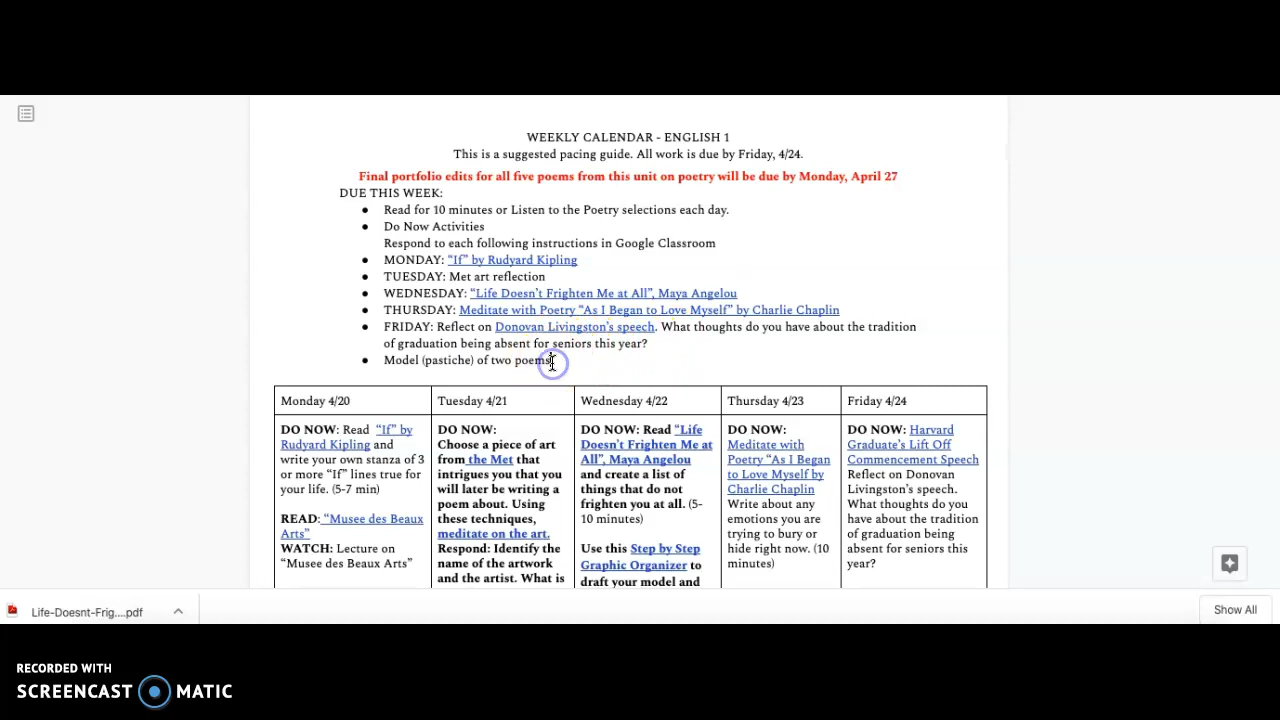 WEEKLY CALENDAR - ENGLISH 1
This is a suggested pacing guide. All work is due by Friday, 4/24.
Final portfolio edits for all five poems from this unit on poetry will be due by Monday, April 27
DUE THIS WEEK:
● Read for 10 minutes or Listen to the Poetry selections each day.
● Do Now Activities
Respond to each following instructions in Google Classroom
● MONDAY: “If” by Rudyard Kipling
● TUESDAY: Met art reflection
● WEDNESDAY: “Life Doesn’t Frighten Me at All”, Maya Angelou
● THURSDAY: Meditate with Poetry “As I Began to Love Myself” by Charlie Chaplin
● FRIDAY: Reflect on Donovan Livingston’s speech. What thoughts do you have about the tradition
of graduation being absent for seniors this year?
● Model (pastiche) of two poems
Monday 4/20
DO NOW: Read “If” by
Rudyard Kipling and
write your own stanza of 3
or more “If” lines true for
your life. (5-7 min)
READ: “Musee des Beaux
Arts”
WATCH: Lecture on
“Musee des Beaux Arts”
Tuesday 4/21
DO NOW:
Choose a piece of art
from the Met that
intrigues you that you
will later be writing a
poem about. Using
these techniques,
meditate on the art.
Respond: Identify the
name of the artwork
and the artist. What is
Wednesday 4/22
DO NOW: Read “Life
Doesn’t Frighten Me at
All”, Maya Angelou
and create a list of
things that do not
frighten you at all. (5-
10 minutes)
Use this Step by Step
Graphic Organizer to
draft your model and
Thursday 4/23
DO NOW:
Meditate with
Poetry “As I Began
to Love Myself by
Charlie Chaplin
Write about any
emotions you are
trying to bury or
hide right now. (10
minutes)
Friday 4/24
DO NOW: Harvard
Graduate’s Lift Off
Commencement Speech
Reflect on Donovan
Livingston’s speech.
What thoughts do you
have about the tradition
of graduation being
absent for seniors this
year?
Life-Doesnt-Frig....pdf
Show All
RECORDED WITH
SCREENCAST MATIC